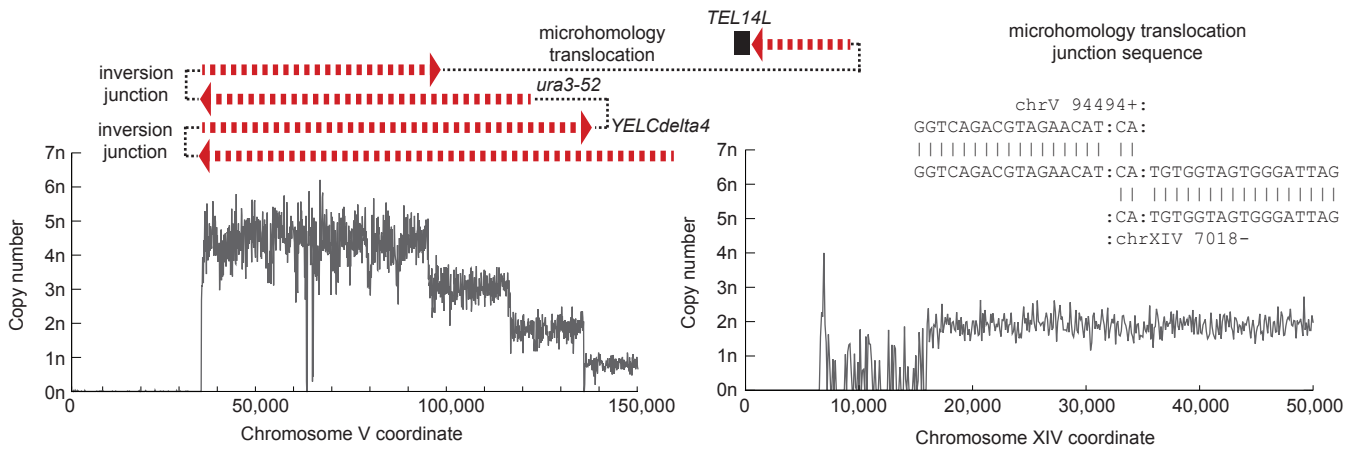 TEL14L
microhomology
translocation
inversion
junction
ura3-52
inversion
junction
YELCdelta4
7n
6n
5n
4n
3n
2n
1n
0n
Copy number
0
50,000
100,000
150,000
Chromosome V coordinate
microhomology translocation
junction sequence
chrV 94494+:
GGTCAGACGTAGAACAT:CA:
GGTCAGACGTAGAACAT:CA:TGTGGTAGTGGGATTAG
:CA:TGTGGTAGTGGGATTAG
:chrXIV 7018-
7n
6n
5n
4n
3n
2n
1n
0n
Copy number
0
10,000
20,000
30,000
40,000
50,000
Chromosome XIV coordinate